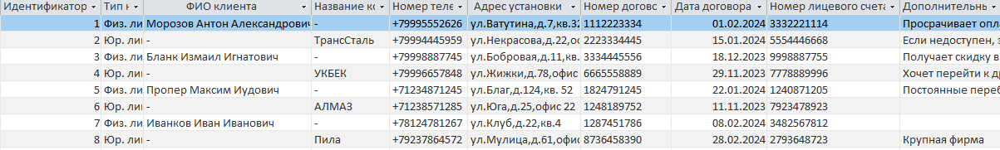 Идентификатор Тип к ФИО клиента Название ко Номер теле Адрес установки Номер договс Дата договора Номер лицевого счета Дополнительн
1 Физ. ли Морозов Антон Александрович - +79995552626 ул.Ватутина,д.7,кв.32 1112223334 01.02.2024 3332221114 Просрачивает опла
2 Юр. ли - ТрансСталь +79994445959 ул.Некрасова,д.22,о 2223334445 15.01.2024 5554446668 Если недоступен, з
3 Физ. ли Бланк Измаил Игнатович - +79998887745 ул.Бобровая,д.11,кв. 3334445556 18.12.2023 9998887755 Получает скидку в
4 Юр. ли - УКБЕК +79996657848 ул.Жижки,д.78,офис 6665558889 29.11.2023 7778889996 Хочет перейти к д
5 Физ. ли Пропер Максим Иудович - +71234871245 ул.Благ,д.124,кв. 52 1824791245 22.01.2024 1240871205 Постоянные переб
6 Юр. ли - АЛМАЗ +71238571285 ул.Юга,д.25,офис 22 1248189752 11.11.2023 7923478923
7 Физ. ли Иванков Иван Иванович - +78124781267 ул.Клуб,д.22,кв.4 1287451786 08.02.2024 3482567812
8 Юр. ли - Пила +79237864572 ул.Мулица,д.61,офис 8736458390 28.02.2024 2793648723 Крупная фирма